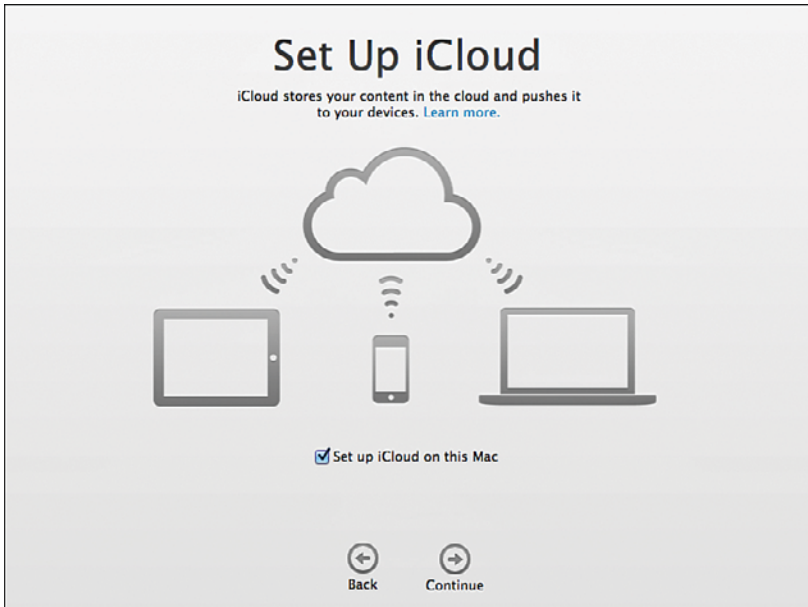 Set Up iCloud
iCloud stores your content in the cloud and pushes it
to your devices. Learn more.
Set up iCloud on this Mac
Back
Continue